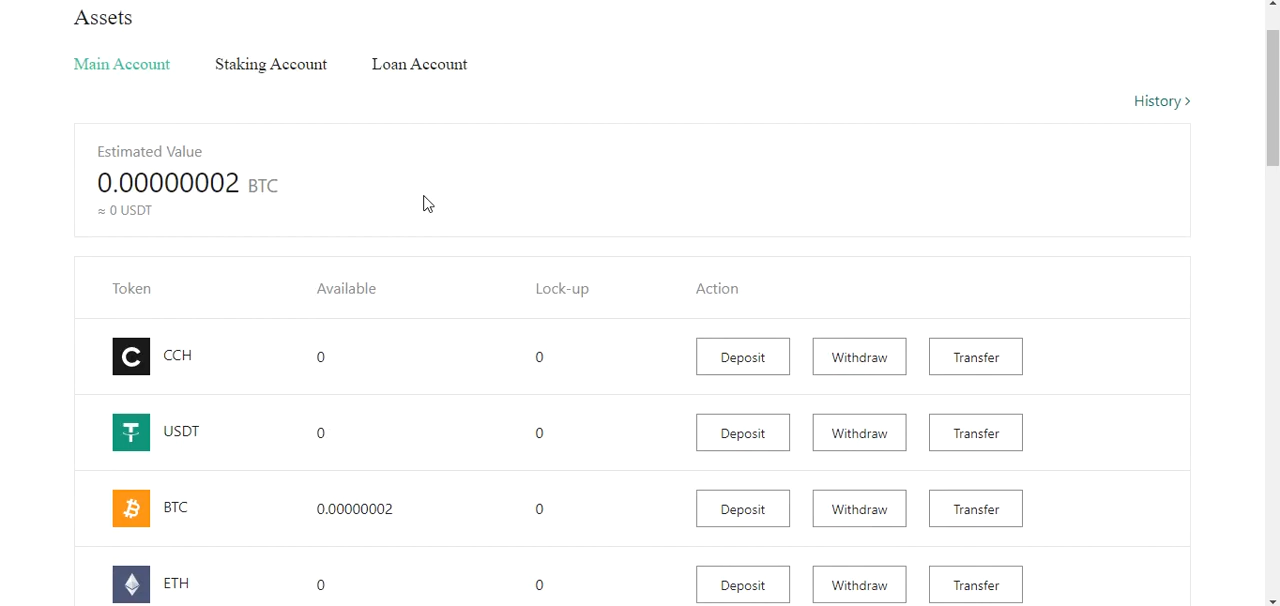 Assets
Main Account Staking Account Loan Account
History >
Estimated Value
0.00000002 BTC
≈ 0 USDT
Token Available Lock-up Action
CCH 0 0 Deposit Withdraw Transfer
USDT 0 0 Deposit Withdraw Transfer
BTC 0.00000002 0 Deposit Withdraw Transfer
ETH 0 0 Deposit Withdraw Transfer